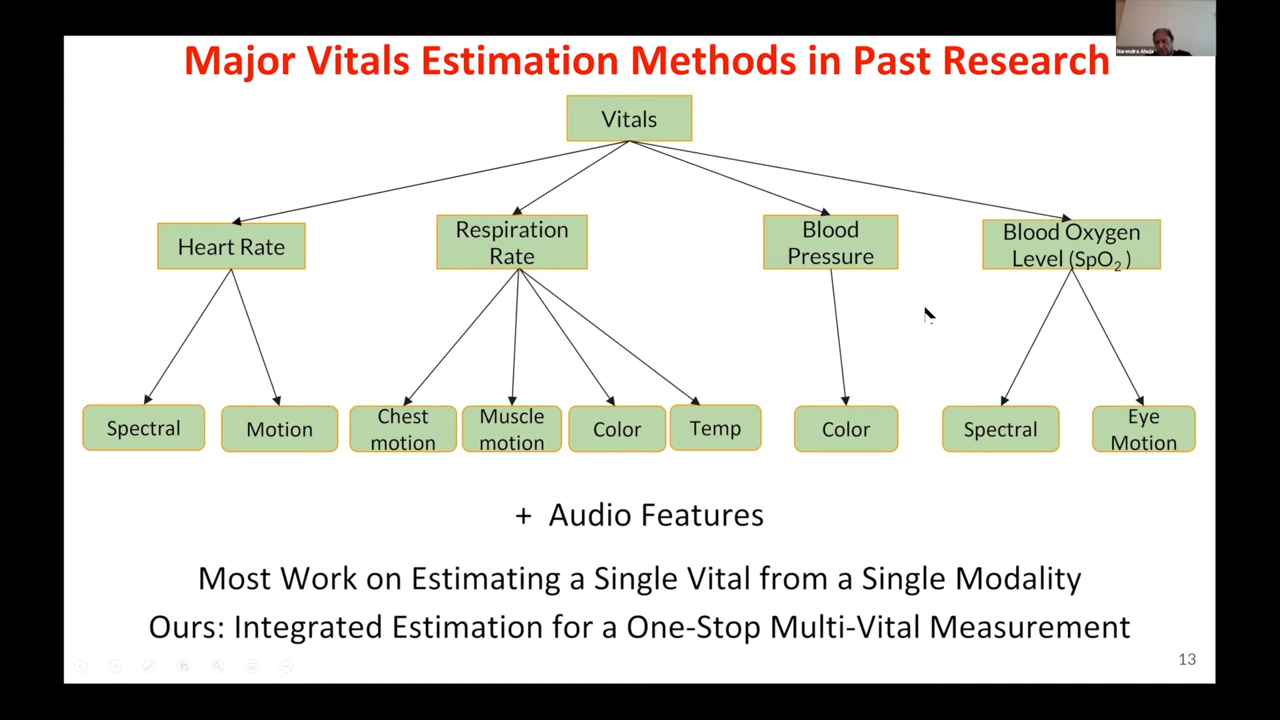 Major Vitals Estimation Methods in Past Research
Narendra Ahuja
Vitals
Heart Rate
Respiration
Rate
Blood
Pressure
Blood Oxygen
Level (SpO₂)
Spectral
Motion
Chest
motion
Muscle
motion
Color
Temp
Color
Spectral
Eye
Motion
+ Audio Features
Most Work on Estimating a Single Vital from a Single Modality
Ours: Integrated Estimation for a One-Stop Multi-Vital Measurement
13